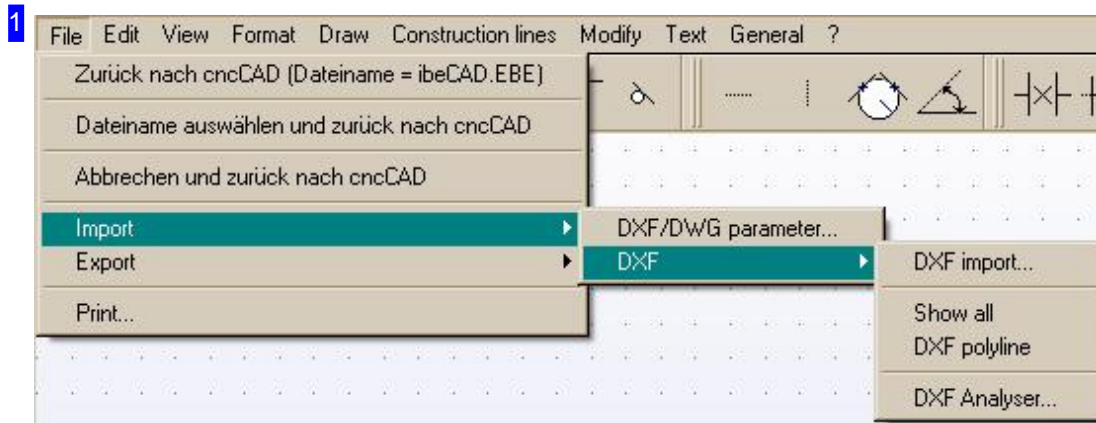 1
File Edit View Format Draw Construction lines Modify Text General ?
Zurück nach cncCAD (Dateiname = ibeCAD.EBE)
Dateiname auswählen und zurück nach cncCAD
Abbrechen und zurück nach cncCAD
Import
Export
Print...
DXF/DWG parameter...
DXF
DXF import...
Show all
DXF polyline
DXF Analyser...